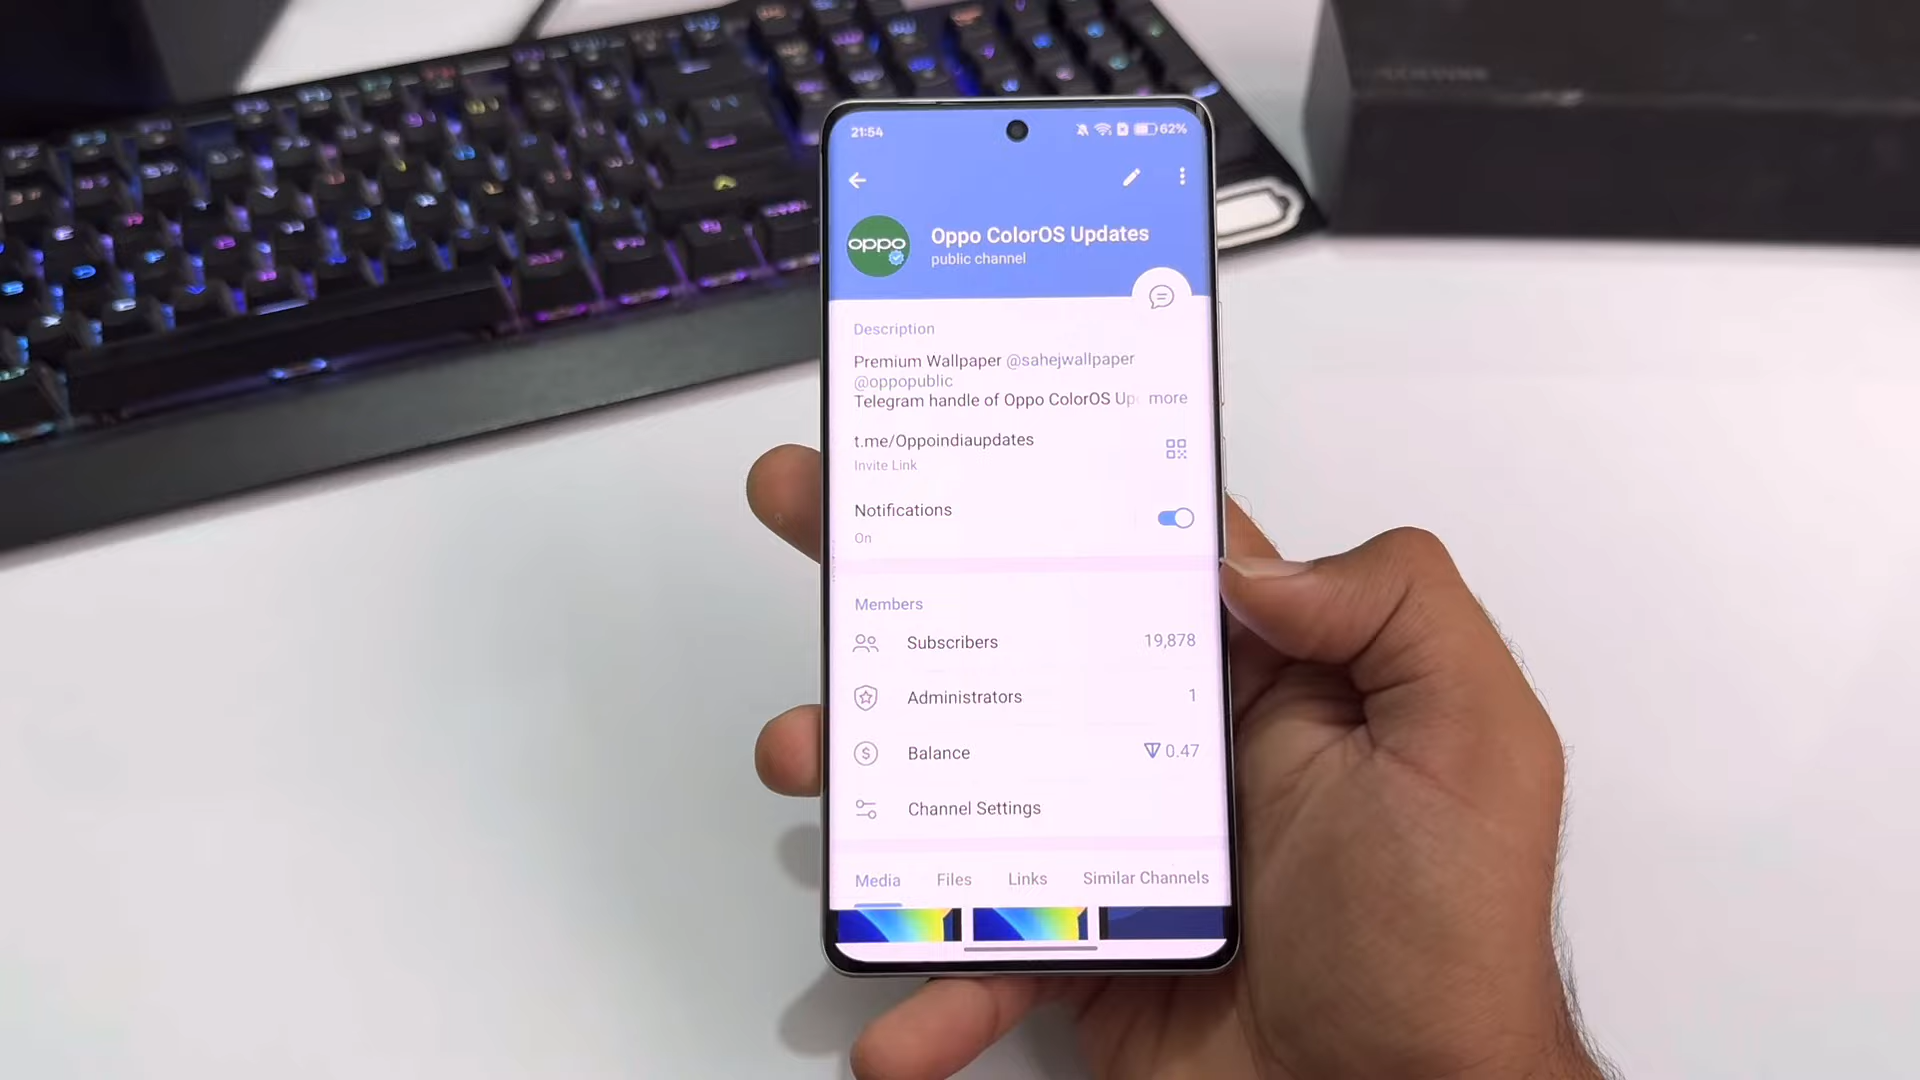 21:54
62%
oppo
Oppo ColorOS Updates
public channel
Description
Premium Wallpaper @sahejwallpaper
@oppopublic
Telegram handle of Oppo ColorOS Up more
t.me/Oppoindiaupdates
Invite Link
Notifications
On
Members
Subscribers 19,878
Administrators 1
Balance 0.47
Channel Settings
Media Files Links Similar Channels